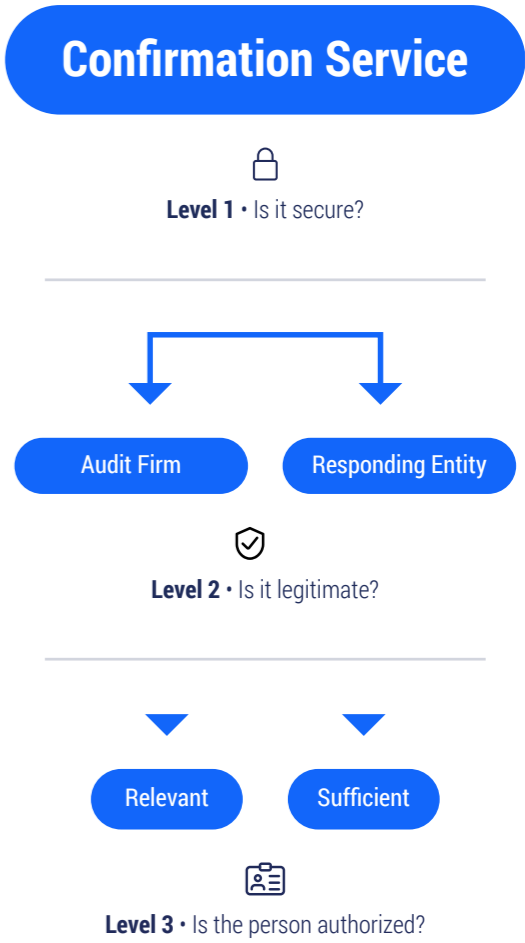 Confirmation Service
Level 1 • Is it secure?
Audit Firm
Responding Entity
Level 2 • Is it legitimate?
Relevant
Sufficient
Level 3 • Is the person authorized?